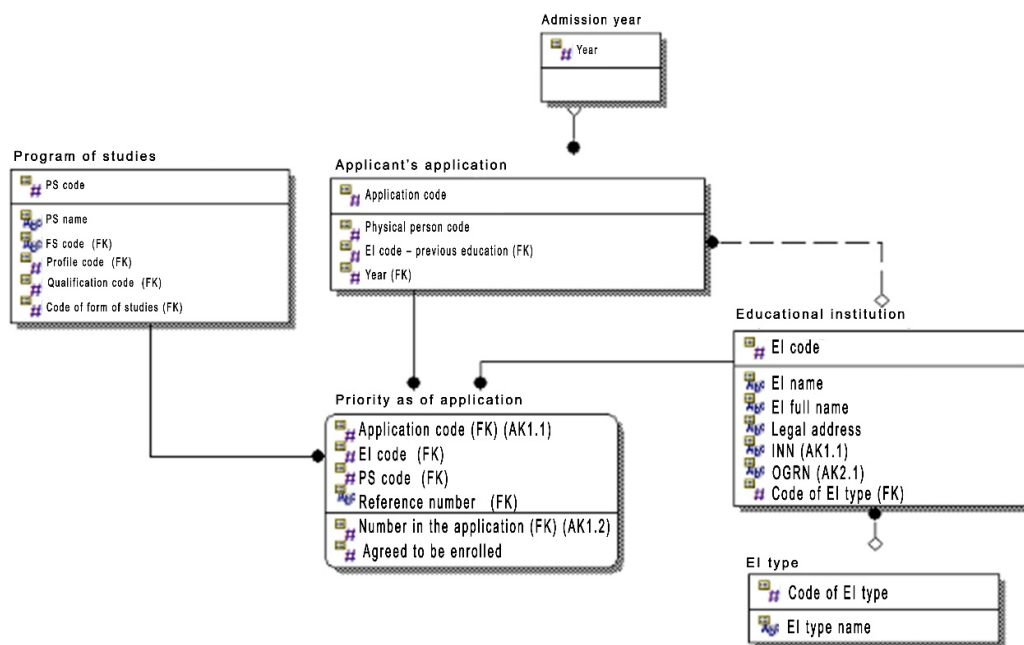 Admission year
Year
Program of studies
PS code
PS name
FS code (FK)
Profile code (FK)
Qualification code (FK)
Code of form of studies (FK)
Applicant's application
Application code
Physical person code
EI code – previous education (FK)
Year (FK)
Educational institution
EI code
EI name
EI full name
Legal address
INN (AK1.1)
OGRN (AK2.1)
Code of EI type (FK)
Priority as of application
Application code (FK) (AK1.1)
EI code (FK)
PS code (FK)
Reference number (FK)
Number in the application (FK) (AK1.2)
Agreed to be enrolled
EI type
Code of EI type
EI type name